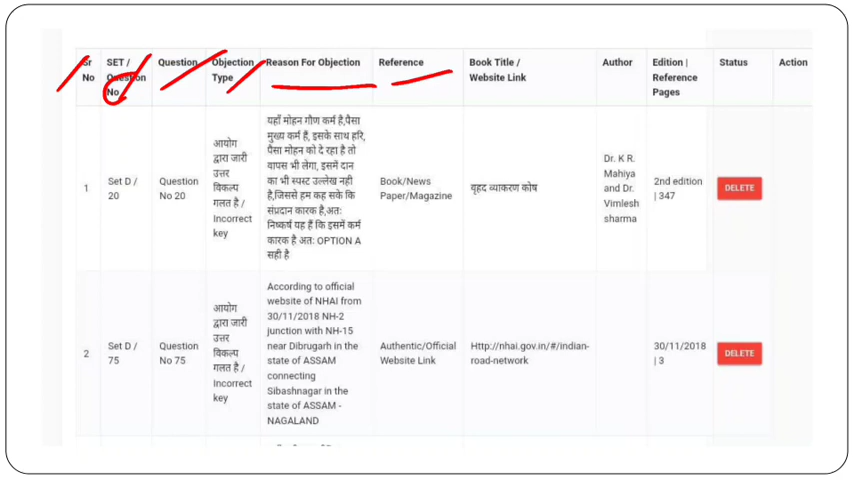 Sr No
SET / Question No
Question
Objection Type
Reason For Objection
Reference
Book Title / Website Link
Author
Edition | Reference Pages
Status
Action
1
Set D / 20
Question No 20
आयोग द्वारा जारी उत्तर विकल्प गलत है / Incorrect key
यहाँ मोहन गौण कर्म है,पैसा
मुख्य कर्म हैं, इसके साथ हरि,
पैसा मोहन को दे रहा है तो
वापस भी लेगा, इसमें दान
का भी स्पस्ट उल्लेख नही
है,जिससे हम कह सके कि
संप्रदान कारक है,अतः
निष्कर्ष यह हैं कि इसमें कर्म
कारक है अतः OPTION A
सही है
Book/News
Paper/Magazine
वृहद व्याकरण कोष
Dr. K R.
Mahiya
and Dr.
Vimlesh
sharma
2nd edition
| 347
DELETE
2
Set D / 75
Question No 75
आयोग द्वारा जारी उत्तर विकल्प गलत है / Incorrect key
According to official
website of NHAI from
30/11/2018 NH-2
junction with NH-15
near Dibrugarh in the
state of ASSAM
connecting
Sibashnagar in the
state of ASSAM -
NAGALAND
Authentic/Official
Website Link
Http://nhai.gov.in/#/indian-
road-network
30/11/2018
| 3
DELETE